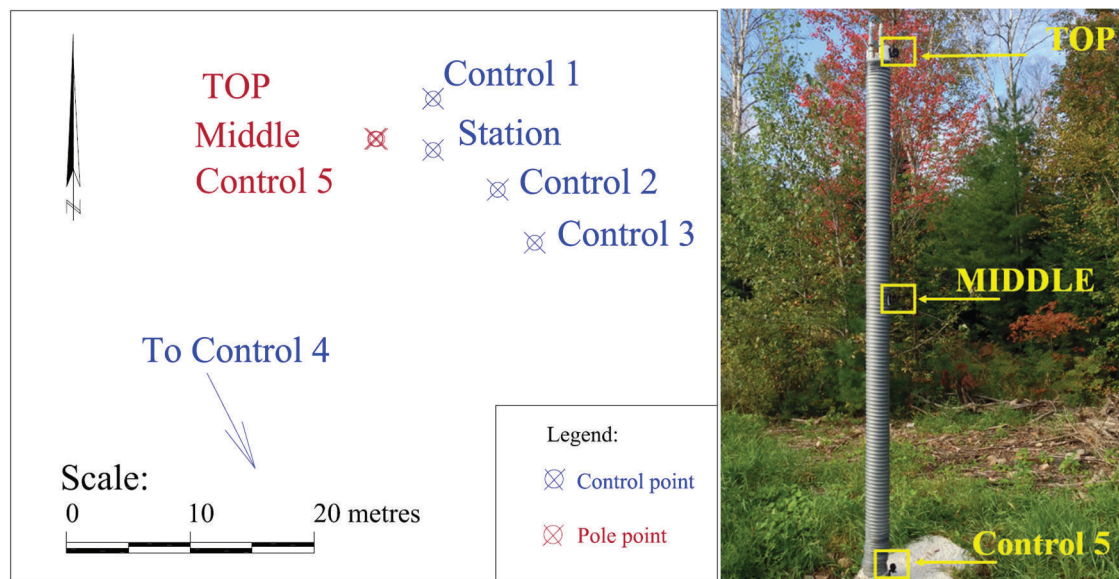 TOP
Middle
Control 5
Control 1
Station
Control 2
Control 3
To Control 4
N
Scale:
0 10 20 metres
Legend:
Control point
Pole point
TOP
MIDDLE
Control 5